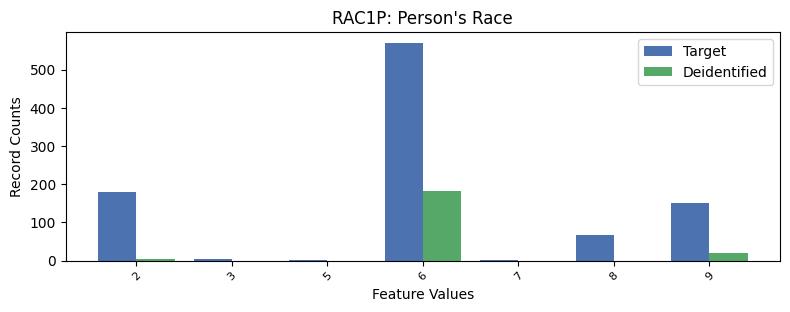 RAC1P: Person's Race
Target
Deidentified
Record Counts
500
400
300
200
100
0
2 3 5 6 7 8 9
Feature Values